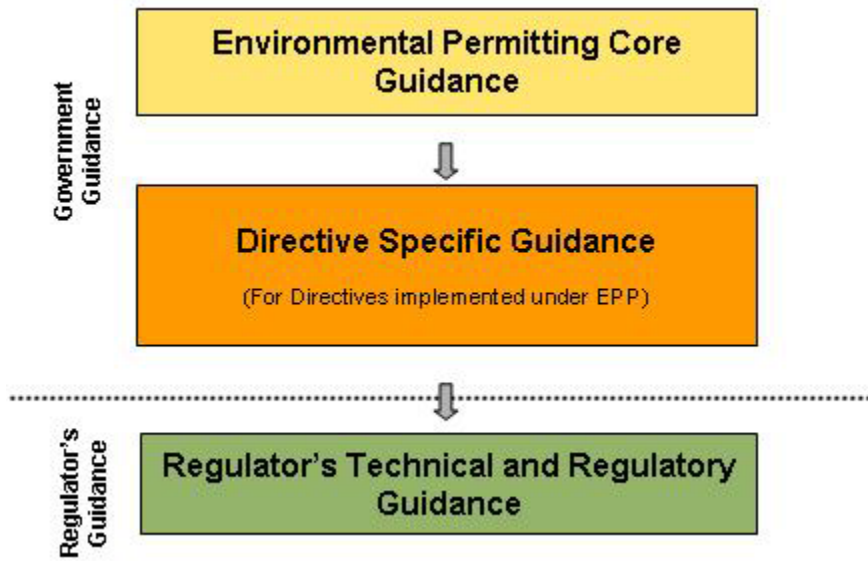 Government
Guidance
Environmental Permitting Core
Guidance
Directive Specific Guidance
(For Directives implemented under EPP)
Regulator's
Guidance
Regulator's Technical and Regulatory
Guidance